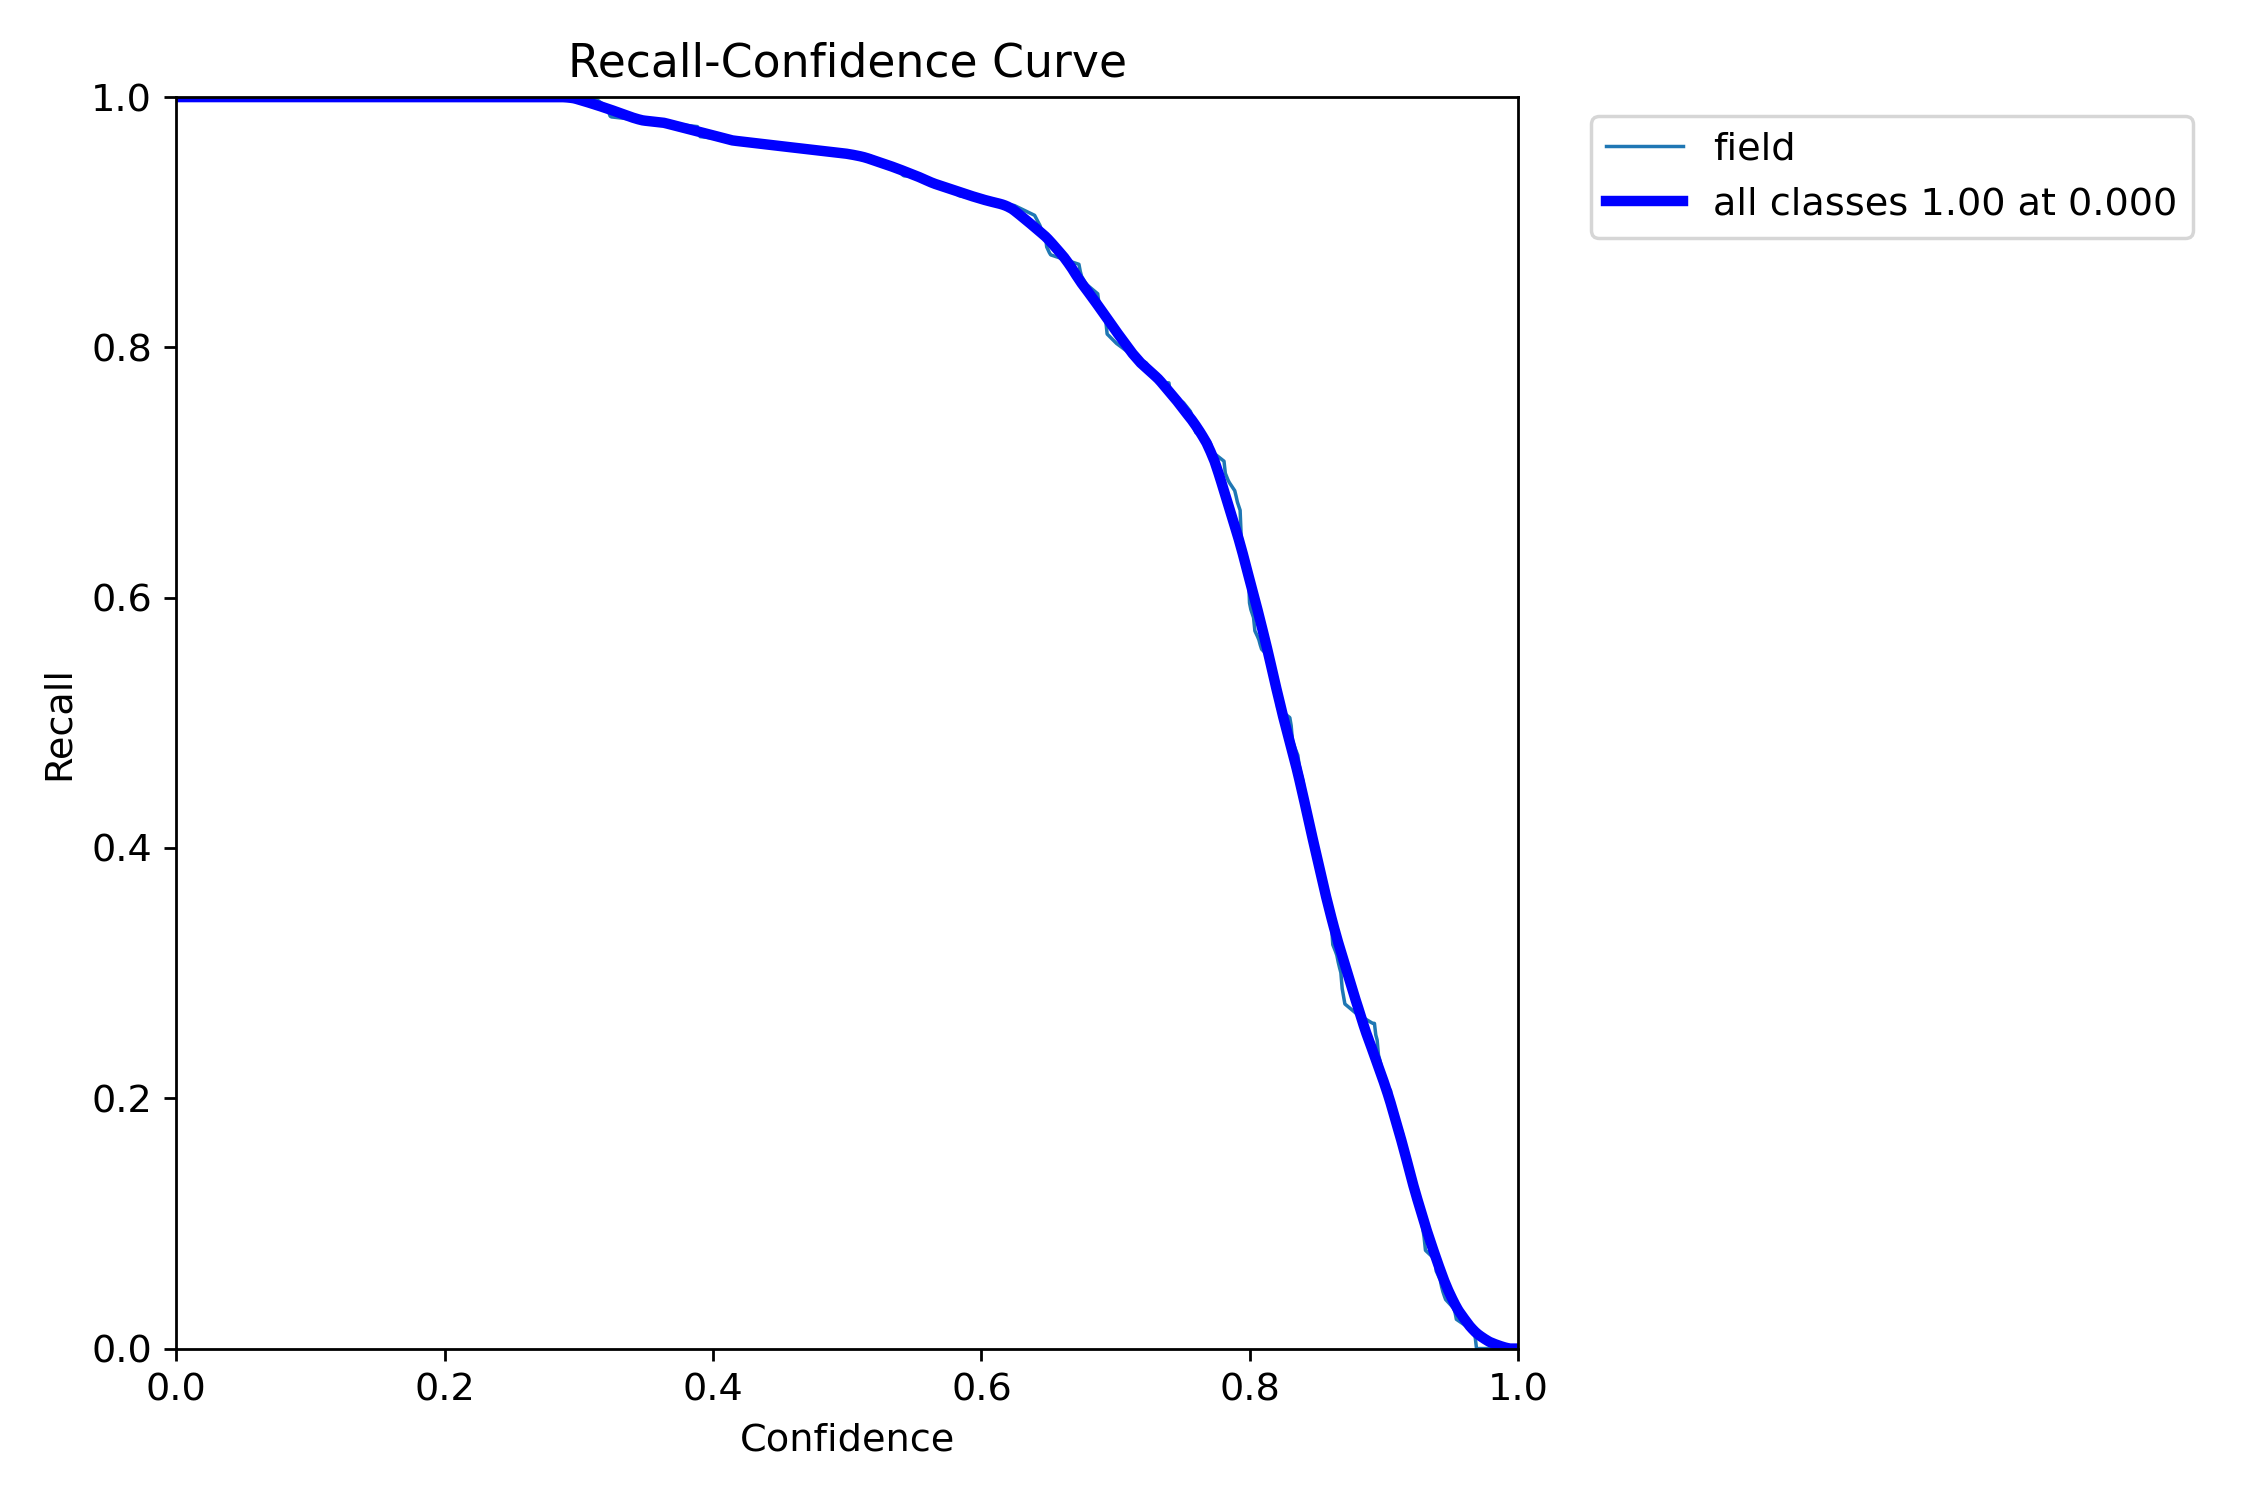 Recall-Confidence Curve
1.0
0.8
0.6
0.4
0.2
0.0
Recall
0.0 0.2 0.4 0.6 0.8 1.0
Confidence
field
all classes 1.00 at 0.000